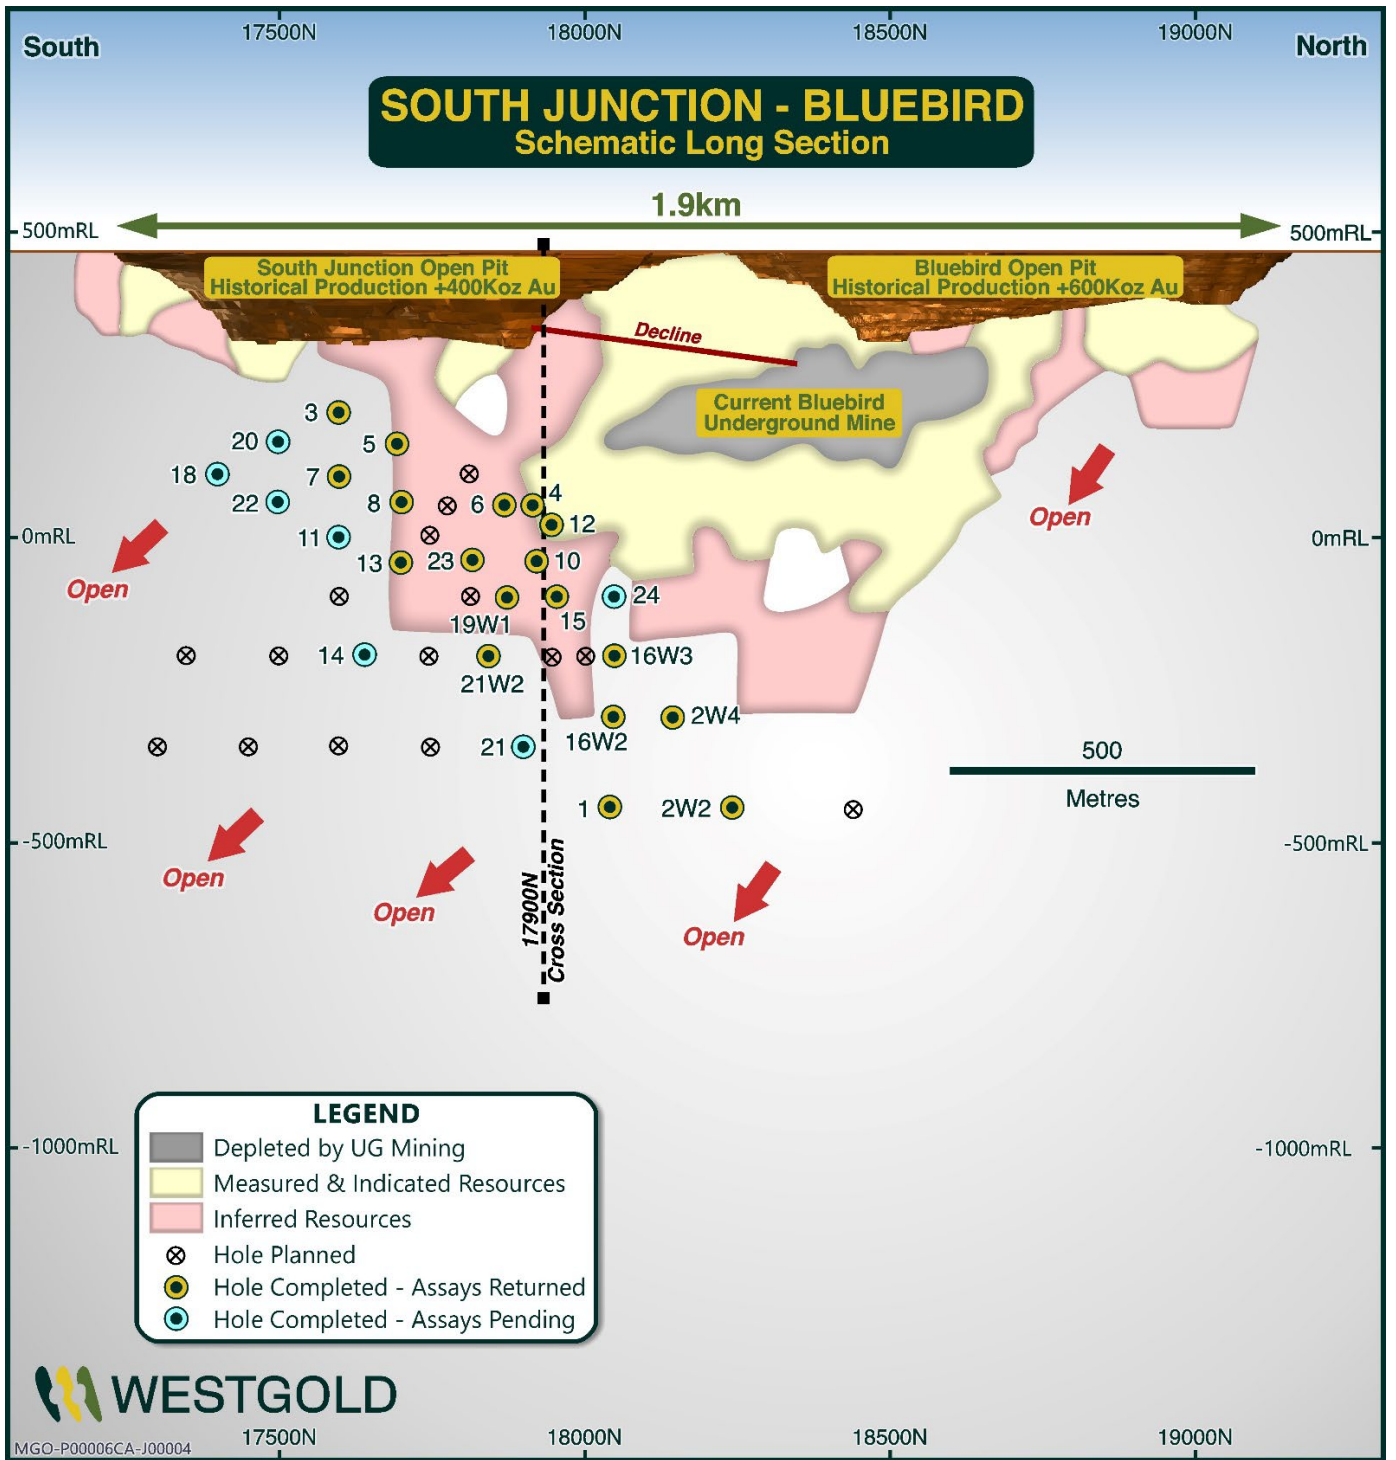 17500N 18000N 18500N 19000N
South North
SOUTH JUNCTION - BLUEBIRD
Schematic Long Section
1.9km
500mRL 500mRL
South Junction Open Pit
Historical Production +400Koz Au
Bluebird Open Pit
Historical Production +600Koz Au
Decline
Current Bluebird
Underground Mine
3
20 5
18 7
22 8 6 4
12
0mRL 11 0mRL
13 23 10
Open
Open
19W1 15 24
14 21W2 16W3
16W2 2W4
21
500
Metres
1 2W2
-500mRL -500mRL
Open
Open
Open
17900N
Cross Section
LEGEND
Depleted by UG Mining
Measured & Indicated Resources
Inferred Resources
Hole Planned
Hole Completed - Assays Returned
Hole Completed - Assays Pending
-1000mRL -1000mRL
WESTGOLD
MGO-P00006CA-J00004
17500N 18000N 18500N 19000N